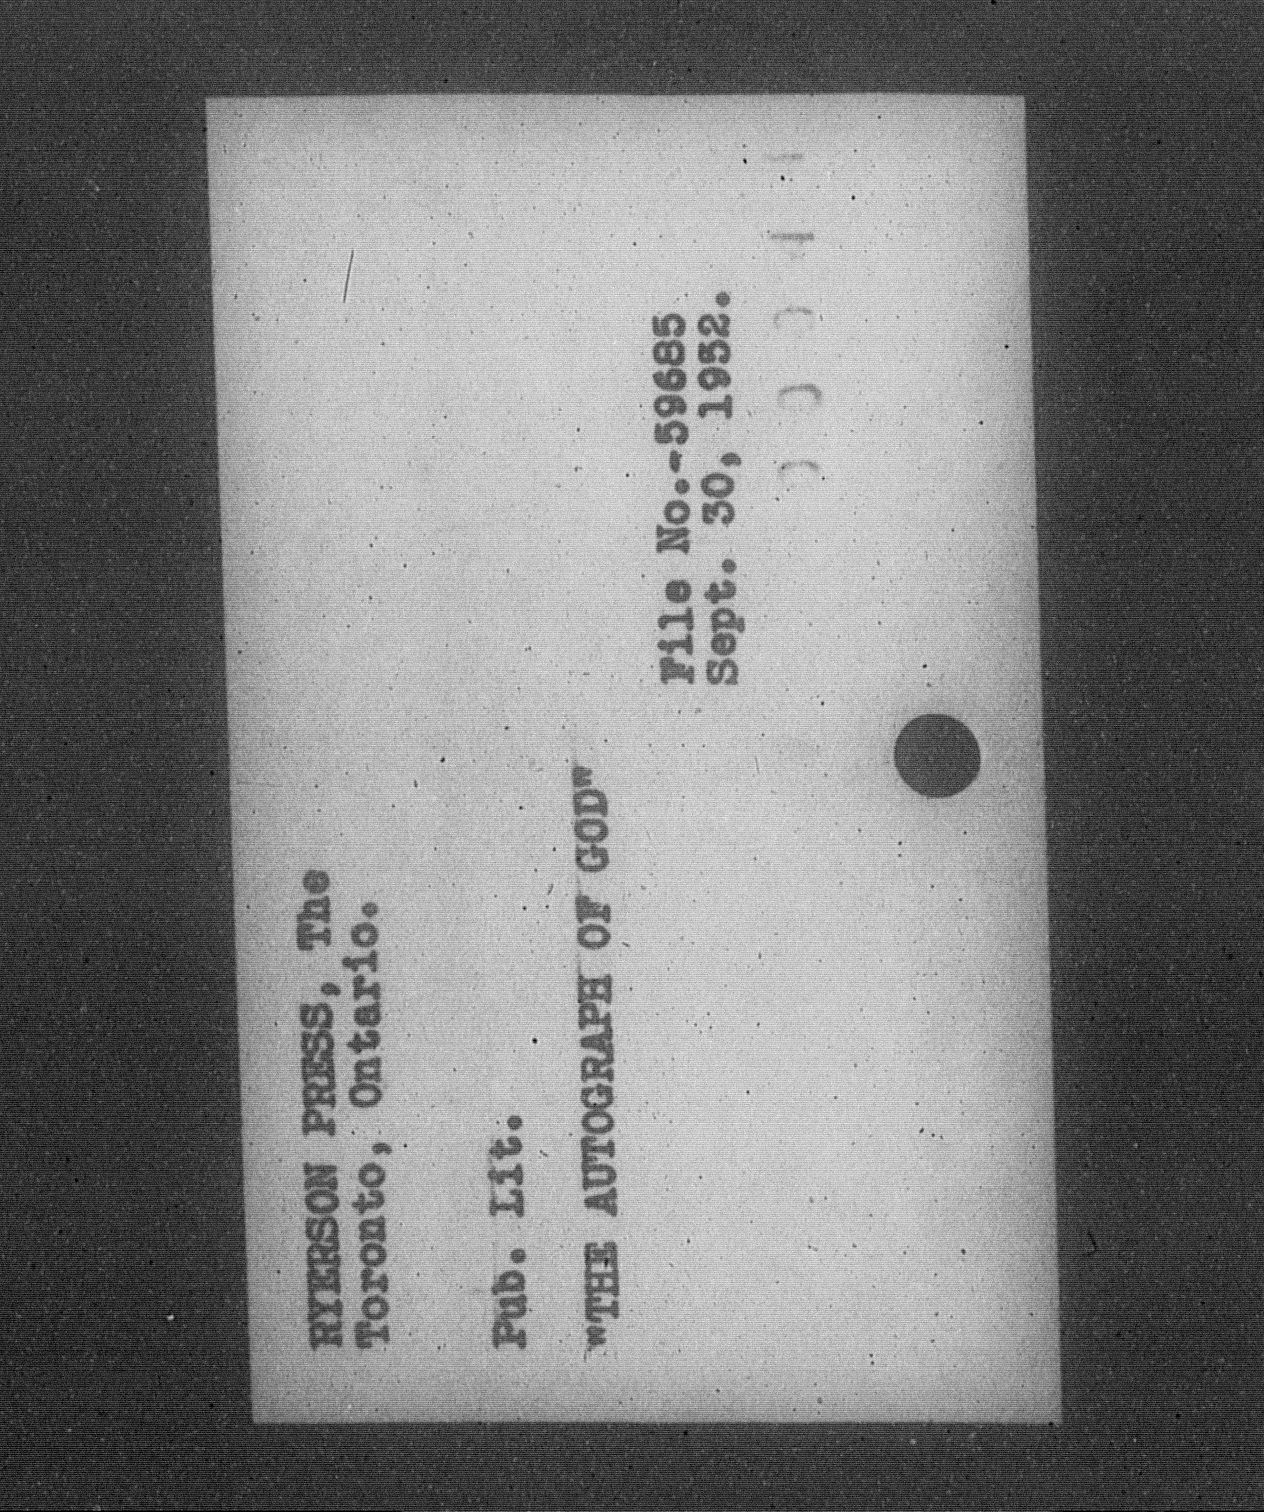 RYERSON PRESS, The
Toronto, Ontario.
Pub. Lit.
"THE AUTOGRAPH OF GOD"
File No.-59685
Sept. 30, 1952.